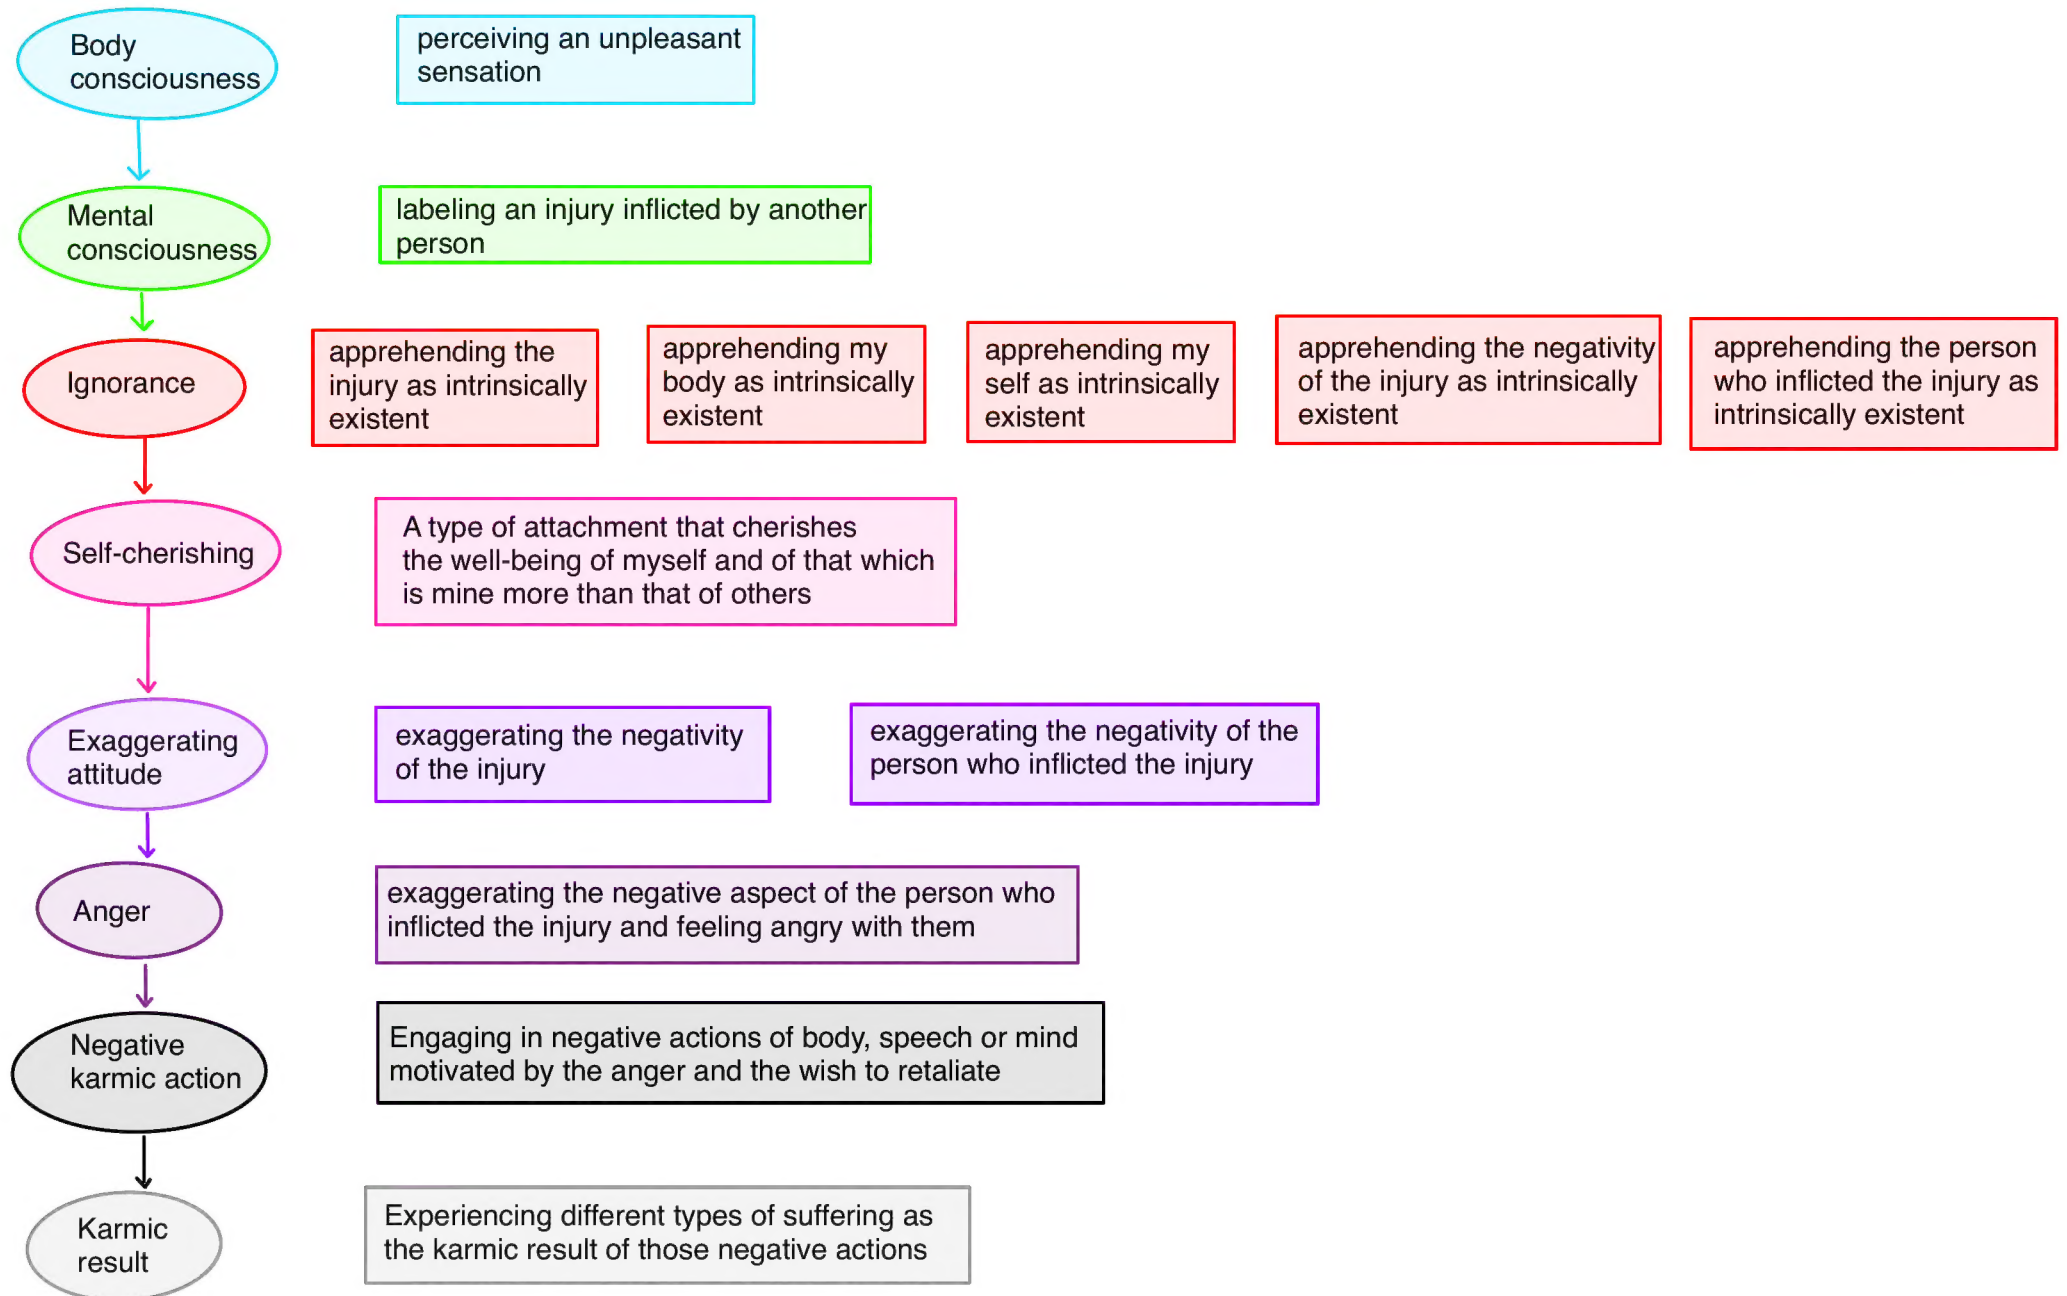 Body
consciousness
perceiving an unpleasant
sensation
Mental
consciousness
labeling an injury inflicted by another
person
Ignorance
apprehending the
injury as intrinsically
existent
apprehending my
body as intrinsically
existent
apprehending my
self as intrinsically
existent
apprehending the negativity
of the injury as intrinsically
existent
apprehending the person
who inflicted the injury as
intrinsically existent
Self-cherishing
A type of attachment that cherishes
the well-being of myself and of that which
is mine more than that of others
Exaggerating
attitude
exaggerating the negativity
of the injury
exaggerating the negativity of the
person who inflicted the injury
Anger
exaggerating the negative aspect of the person who
inflicted the injury and feeling angry with them
Negative
karmic action
Engaging in negative actions of body, speech or mind
motivated by the anger and the wish to retaliate
Karmic
result
Experiencing different types of suffering as
the karmic result of those negative actions